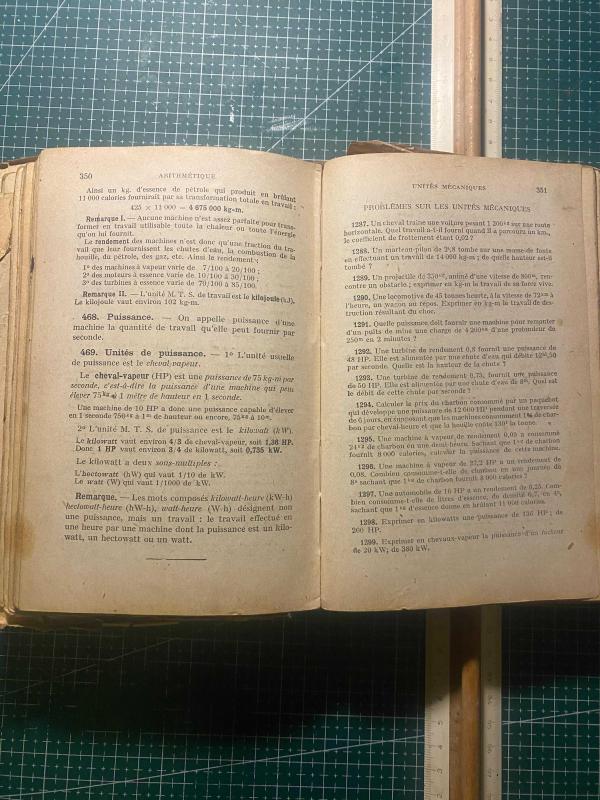 350 ARITHMÉTIQUE
Ainsi un kg. d'essence de pétrole qui produit en brûlant
11 000 calories fournirait par sa transformation totale en travail :
425 × 11 000 = 4 675 000 kg-m.
Remarque I. — Aucune machine n'est assez parfaite pour trans-
former en travail utilisable toute la chaleur ou toute l'énergie
qu'on lui fournit.
Le rendement des machines n'est donc qu'une fraction du tra-
vail que leur fournissent les chutes d'eau, la combustion de la
houille, du pétrole, des gaz, etc. Ainsi le rendement :
1º des machines à vapeur varie de 7/100 à 20/100 ;
2º des moteurs à essence varie de 10/100 à 30/100 ;
3º des turbines à essence varie de 70/100 à 85/100.
Remarque II. — L'unité M. T. S. de travail est le kilojoule (kJ).
Le kilojoule vaut environ 102 kg-m.
468. Puissance. — On appelle puissance d'une
machine la quantité de travail qu'elle peut fournir par
seconde.
469. Unités de puissance. — 1º L'unité usuelle
de puissance est le cheval-vapeur.
Le cheval-vapeur (HP) est une puissance de 75 kg-m par
seconde, c'est-à-dire la puissance d'une machine qui peut
élever 75kg à 1 mètre de hauteur en 1 seconde.
Une machine de 10 HP a donc une puissance capable d'élever
en 1 seconde 750kg à 1m de hauteur ou encore, 75kg à 10m.
2º L'unité M. T. S. de puissance est le kilowatt (kW).
Le kilowatt vaut environ 4/3 de cheval-vapeur, soit 1,36 HP.
Donc 1 HP vaut environ 3/4 de kilowatt, soit 0,735 kW.
Le kilowatt a deux sous-multiples :
L'hectowatt (hW) qui vaut 1/10 de kW.
Le watt (W) qui vaut 1/1000 de kW.
Remarque. — Les mots composés kilowatt-heure (kW-h)
hectowatt-heure (hW-h), watt-heure (W-h) désignent non
une puissance, mais un travail : le travail effectué en
une heure par une machine dont la puissance est un kilo-
watt, un hectowatt ou un watt.
UNITÉS MÉCANIQUES 351
PROBLÈMES SUR LES UNITÉS MÉCANIQUES
1287. Un cheval traîne une voiture pesant 1 200kg sur une route
horizontale. Quel travail a-t-il fourni quand il a parcouru un km,
le coefficient de frottement étant 0,02 ?
1288. Un marteau-pilon de tombe sur une masse de fonte
en effectuant un travail de 14 000 kg-m ; de quelle hauteur est-il
tombé ?
1289. Un projectile de animé d'une vitesse de ren-
contre un obstacle ; exprimer en kg-m le travail de sa force vive.
1290. Une locomotive de 45 tonnes heurte, à la vitesse de à
l'heure, un wagon au repos. Exprimer en kg-m le travail de des-
truction résultant du choc.
1291. Quelle puissance doit fournir une machine pour remonter
d'un puits de mine une charge de 4 200kg d'une profondeur de
250m en 2 minutes ?
1292. Une turbine de rendement 0,8 fournit une puissance de
48 HP. Elle est alimentée par une chute d'eau qui débite
par seconde. Quelle est la hauteur de la chute ?
1293. Une turbine de rendement 0,75, fournit une puissance
de 50 HP. Elle est alimentée par une chute d'eau de 8m. Quel est
le débit de cette chute par seconde ?
1294. Calculer le prix du charbon consommé par un paquebot
qui développe une puissance de 12 000 HP pendant une traversée
de 6 jours, en supposant que les machines consomment de char-
bon par cheval-heure et que la houille coûte la tonne.
1295. Une machine à vapeur de rendement 0,09 a consommé
24kg de charbon en une demi-heure. Sachant que 1kg de charbon
fournit 8 000 calories, calculer la puissance de cette machine.
1296. Une machine à vapeur de 27,2 HP a un rendement de
0,08. Combien consomme-t-elle de charbon en une journée de
8h sachant que 1kg de charbon fournit 8 000 calories ?
1297. Une automobile de 16 HP a un rendement de 0,25. Com-
bien consomme-t-elle de litres d'essence, de densité 0,7, en
sachant que 1kg d'essence donne en brûlant 11 000 calories.
1298. Exprimer en kilowatts une puissance de 136 HP ; de
200 HP.
1299. Exprimer en chevaux-vapeur la puissance d'un moteur
de 20 kW ; de 360 kW.